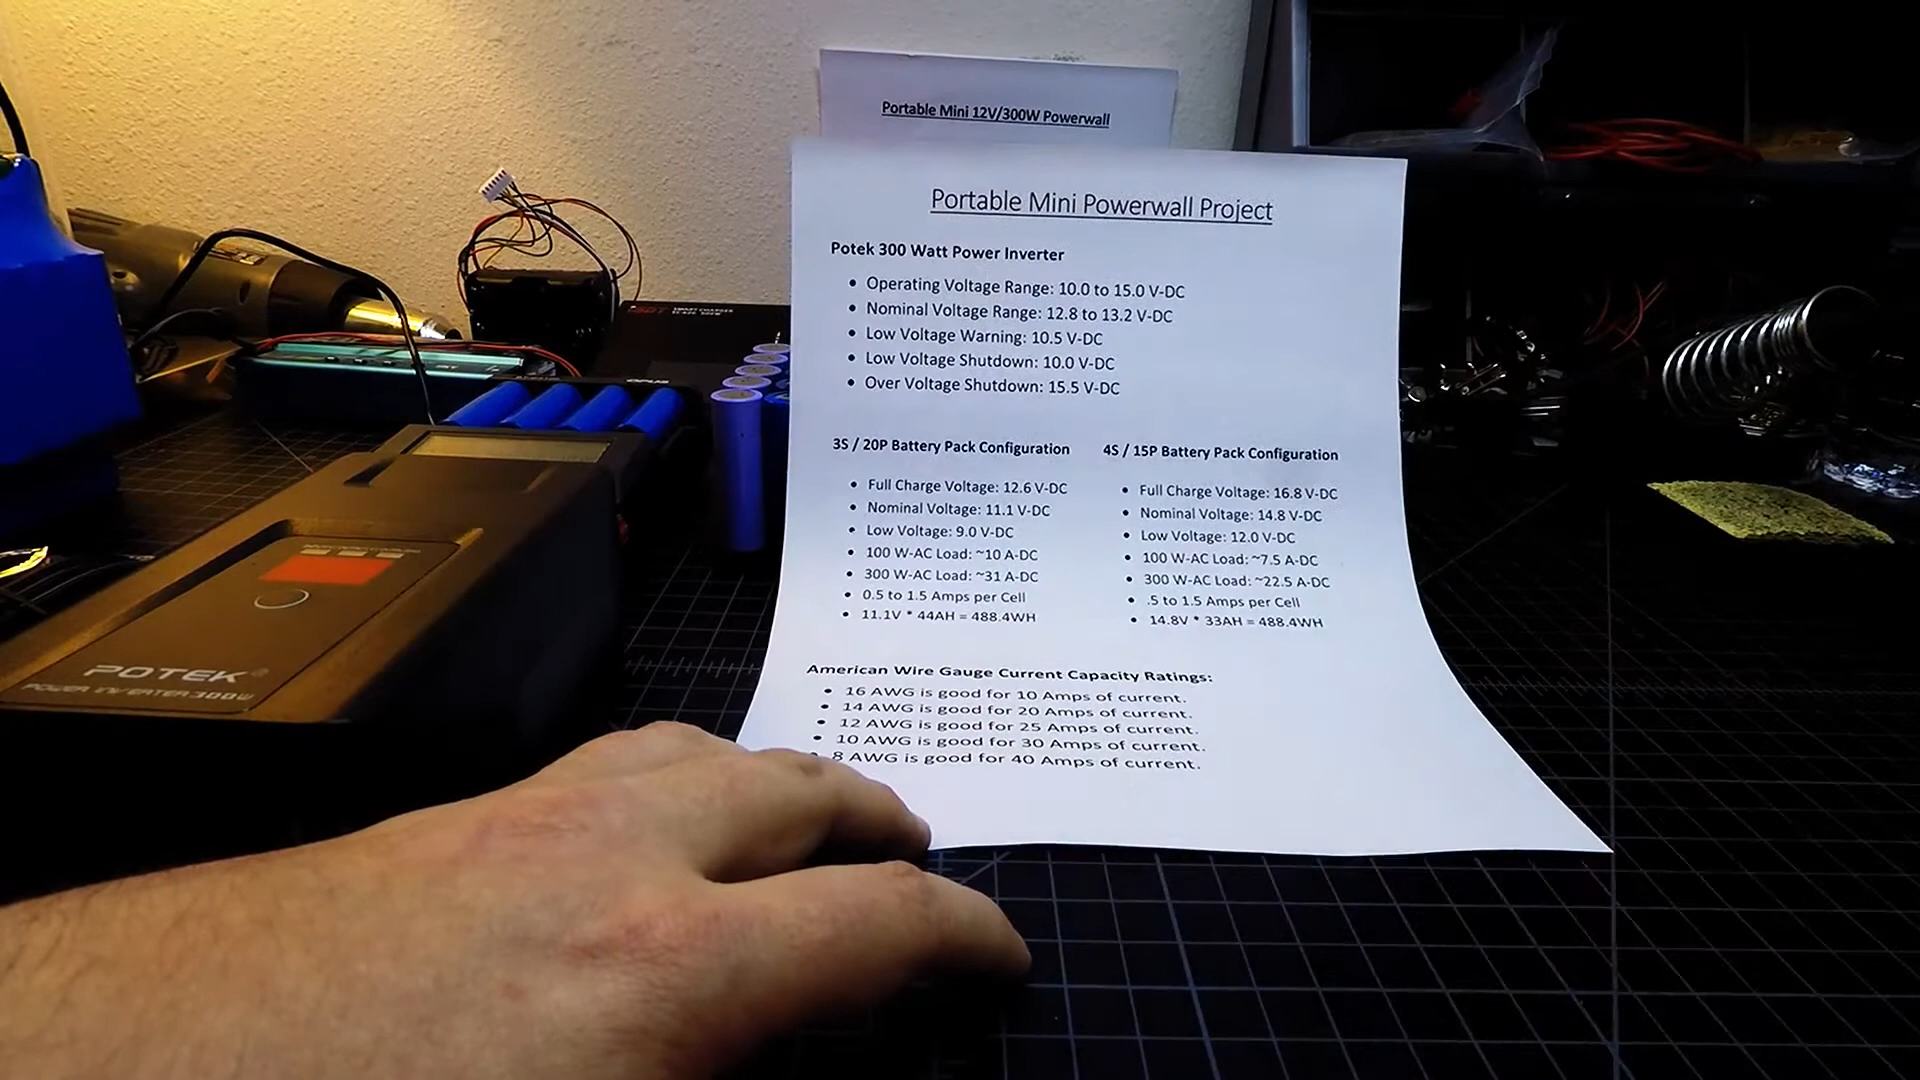 Portable Mini 12V/300W Powerwall
Portable Mini Powerwall Project
Potek 300 Watt Power Inverter
• Operating Voltage Range: 10.0 to 15.0 V-DC
• Nominal Voltage Range: 12.8 to 13.2 V-DC
• Low Voltage Warning: 10.5 V-DC
• Low Voltage Shutdown: 10.0 V-DC
• Over Voltage Shutdown: 15.5 V-DC
3S / 20P Battery Pack Configuration
• Full Charge Voltage: 12.6 V-DC
• Nominal Voltage: 11.1 V-DC
• Low Voltage: 9.0 V-DC
• 100 W-AC Load: ~10 A-DC
• 300 W-AC Load: ~31 A-DC
• 0.5 to 1.5 Amps per Cell
• 11.1V * 44AH = 488.4WH
4S / 15P Battery Pack Configuration
• Full Charge Voltage: 16.8 V-DC
• Nominal Voltage: 14.8 V-DC
• Low Voltage: 12.0 V-DC
• 100 W-AC Load: ~7.5 A-DC
• 300 W-AC Load: ~22.5 A-DC
• .5 to 1.5 Amps per Cell
• 14.8V * 33AH = 488.4WH
American Wire Gauge Current Capacity Ratings:
• 16 AWG is good for 10 Amps of current.
• 14 AWG is good for 20 Amps of current.
• 12 AWG is good for 25 Amps of current.
• 10 AWG is good for 30 Amps of current.
• 8 AWG is good for 40 Amps of current.
POTEK®
POWER INVERTER 300W
OPUS
SMART CHARGER